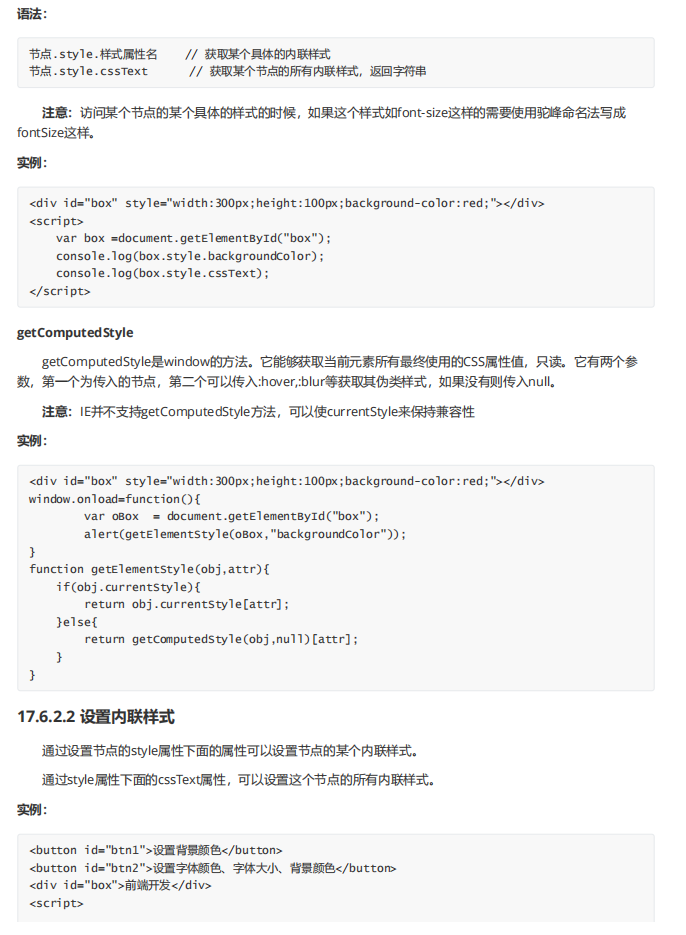 语法：
节点.style.样式属性名    // 获取某个具体的内联样式
节点.style.cssText      // 获取某个节点的所有内联样式，返回字符串
注意：访问某个节点的某个具体的样式的时候，如果这个样式如font-size这样的需要使用驼峰命名法写成
fontSize这样。
实例：
<div id="box" style="width:300px;height:100px;background-color:red;"></div>
<script>
    var box =document.getElementById("box");
    console.log(box.style.backgroundColor);
    console.log(box.style.cssText);
</script>
getComputedStyle
getComputedStyle是window的方法。它能够获取当前元素所有最终使用的CSS属性值，只读。它有两个参
数，第一个为传入的节点，第二个可以传入:hover,:blur等获取其伪类样式，如果没有则传入null。
注意：IE并不支持getComputedStyle方法，可以使currentStyle来保持兼容性
实例：
<div id="box" style="width:300px;height:100px;background-color:red;"></div>
window.onload=function(){
        var oBox  = document.getElementById("box");
        alert(getElementStyle(oBox,"backgroundColor"));
}
function getElementStyle(obj,attr){
    if(obj.currentStyle){
        return obj.currentStyle[attr];
    }else{
        return getComputedStyle(obj,null)[attr];
    }
}
17.6.2.2 设置内联样式
通过设置节点的style属性下面的属性可以设置节点的某个内联样式。
通过style属性下面的cssText属性，可以设置这个节点的所有内联样式。
实例：
<button id="btn1">设置背景颜色</button>
<button id="btn2">设置字体颜色、字体大小、背景颜色</button>
<div id="box">前端开发</div>
<script>